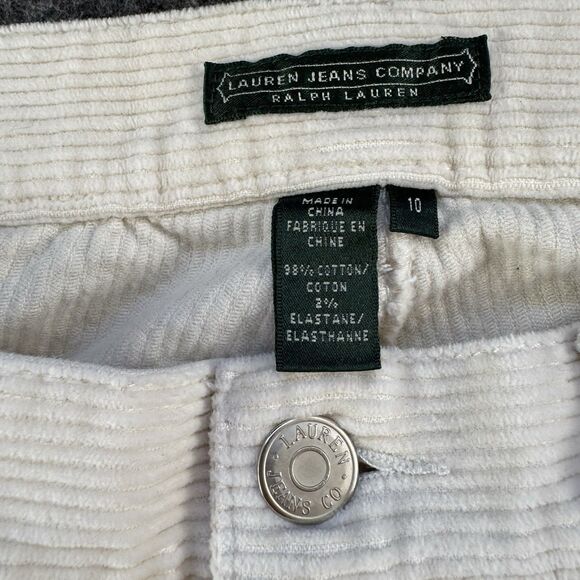 LAUREN JEANS COMPANY
RALPH LAUREN
MADE IN
CHINA
FABRIQUE EN
CHINE
98% COTTON/
COTON
2%
ELASTANE/
ELASTHANNE
10
LAUREN
JEANS CO